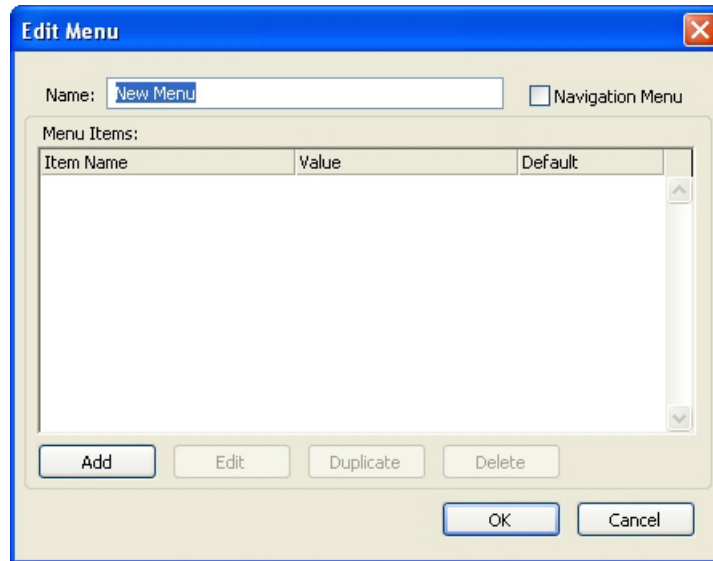 Edit Menu
Name: New Menu Navigation Menu
Menu Items:
Item Name Value Default
Add Edit Duplicate Delete
OK Cancel